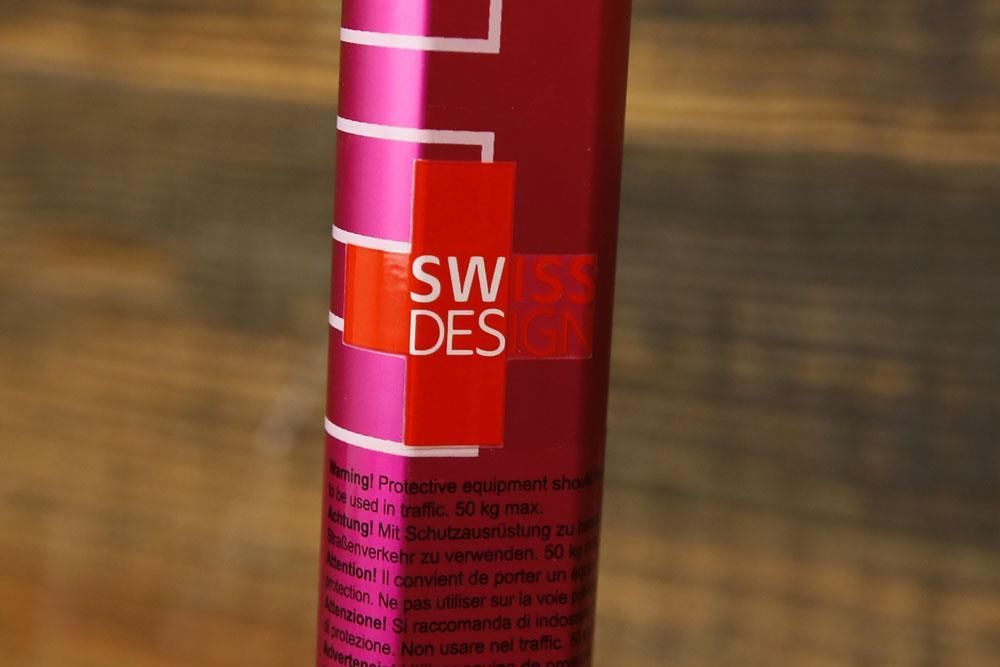 SWISS
DESIGN
Warning! Protective equipment should
to be used in traffic. 50 kg max.
Achtung! Mit Schutzausrüstung zu
Straßenverkehr zu verwenden. 50 kg
Attention! Il convient de porter un
protection. Ne pas utiliser sur la voie
Attenzione! Si raccomanda di
di protezione. Non usare nel traffic.